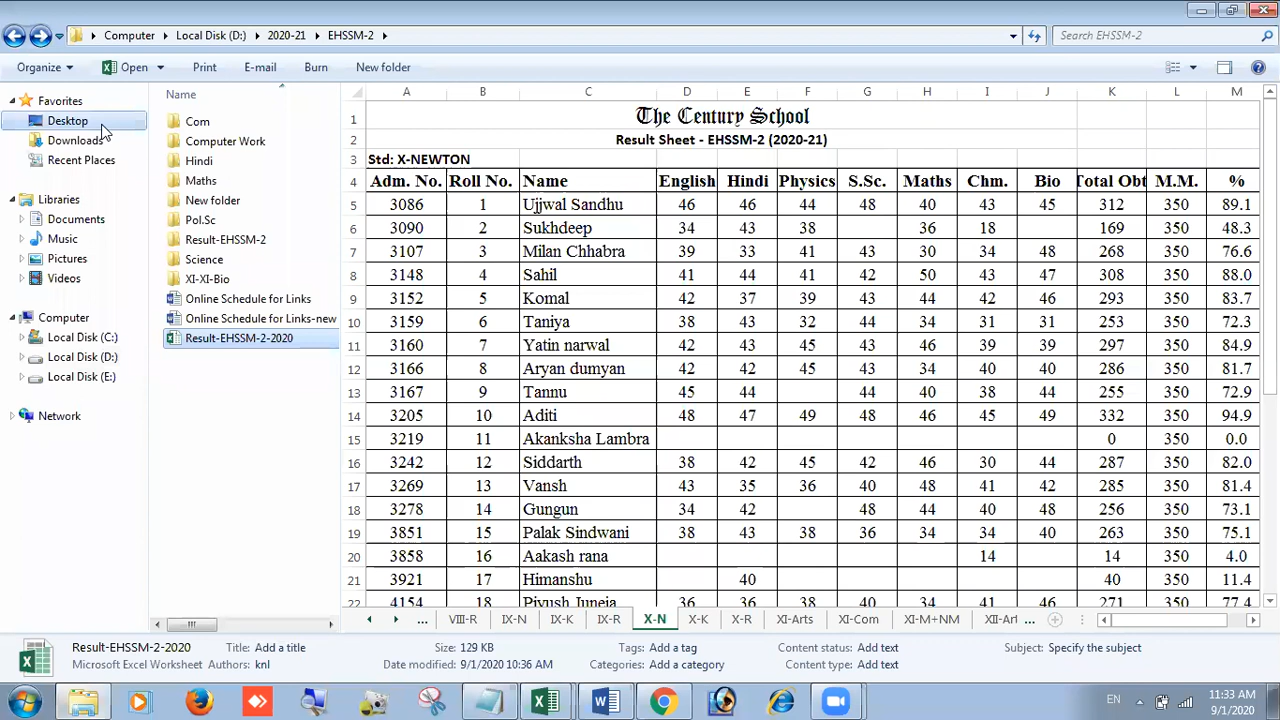 Computer Local Disk (D:) 2020-21 EHSSM-2 Search EHSSM-2
Organize Open Print E-mail Burn New folder
Favorites
Desktop
Downloads
Recent Places
Libraries
Documents
Music
Pictures
Videos
Computer
Local Disk (C:)
Local Disk (D:)
Local Disk (E:)
Network
Name
Com
Computer Work
Hindi
Maths
New folder
Pol.Sc
Result-EHSSM-2
Science
XI-XI-Bio
Online Schedule for Links
Online Schedule for Links-new
Result-EHSSM-2-2020
A B C D E F G H I J K L M
1 The Century School
2 Result Sheet - EHSSM-2 (2020-21)
3 Std: X-NEWTON
4 Adm. No. Roll No. Name English Hindi Physics S.Sc. Maths Chm. Bio Total Obt M.M. %
5 3086 1 Ujjwal Sandhu 46 46 44 48 40 43 45 312 350 89.1
6 3090 2 Sukhdeep 34 43 38 36 18 169 350 48.3
7 3107 3 Milan Chhabra 39 33 41 43 30 34 48 268 350 76.6
8 3148 4 Sahil 41 44 41 42 50 43 47 308 350 88.0
9 3152 5 Komal 42 37 39 43 44 42 46 293 350 83.7
10 3159 6 Taniya 38 43 32 44 34 31 31 253 350 72.3
11 3160 7 Yatin narwal 42 43 45 43 46 39 39 297 350 84.9
12 3166 8 Aryan dumyan 42 42 45 43 34 40 40 286 350 81.7
13 3167 9 Tannu 45 44 44 40 38 44 255 350 72.9
14 3205 10 Aditi 48 47 49 48 46 45 49 332 350 94.9
15 3219 11 Akanksha Lambra 0 350 0.0
16 3242 12 Siddarth 38 42 45 42 46 30 44 287 350 82.0
17 3269 13 Vansh 43 35 36 40 48 41 42 285 350 81.4
18 3278 14 Gungun 34 42 48 44 40 48 256 350 73.1
19 3851 15 Palak Sindwani 38 43 38 36 34 34 40 263 350 75.1
20 3858 16 Aakash rana 14 14 350 4.0
21 3921 17 Himanshu 40 40 350 11.4
22 4154 18 Piyush Juneja 36 36 38 40 34 41 46 271 350 77.4
... VIII-R IX-N IX-K IX-R X-N X-K X-R XI-Arts XI-Com XI-M+NM XII-Art ...
Result-EHSSM-2-2020 Title: Add a title Size: 129 KB Tags: Add a tag Content status: Add text Subject: Specify the subject
Microsoft Excel Worksheet Authors: knl Date modified: 9/1/2020 10:36 AM Categories: Add a category Content type: Add text
EN 11:33 AM
9/1/2020